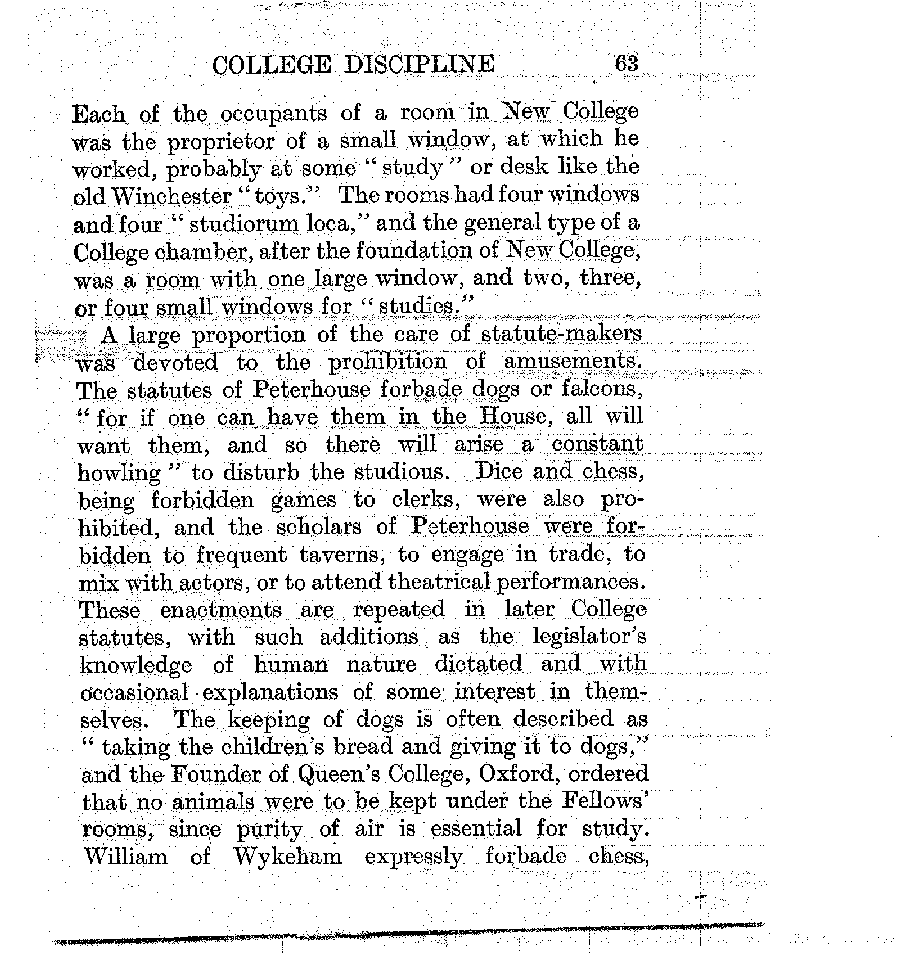 COLLEGE DISCIPLINE 63
Each of the occupants of a room in New College
was the proprietor of a small window, at which he
worked, probably at some “ study ” or desk like the
old Winchester “ toys.” The rooms had four windows
and four “ studiorum loca,” and the general type of a
College chamber, after the foundation of New College,
was a room with one large window, and two, three,
or four small windows for “ studies.”
A large proportion of the care of statute-makers
was devoted to the prohibition of amusements.
The statutes of Peterhouse forbade dogs or falcons,
“ for if one can have them in the House, all will
want them, and so there will arise a constant
howling ” to disturb the studious. Dice and chess,
being forbidden games to clerks, were also pro-
hibited, and the scholars of Peterhouse were for-
bidden to frequent taverns, to engage in trade, to
mix with actors, or to attend theatrical performances.
These enactments are repeated in later College
statutes, with such additions as the legislator’s
knowledge of human nature dictated and with
occasional explanations of some interest in them-
selves. The keeping of dogs is often described as
“ taking the children’s bread and giving it to dogs,”
and the Founder of Queen’s College, Oxford, ordered
that no animals were to be kept under the Fellows’
rooms, since purity of air is essential for study.
William of Wykeham expressly forbade chess,